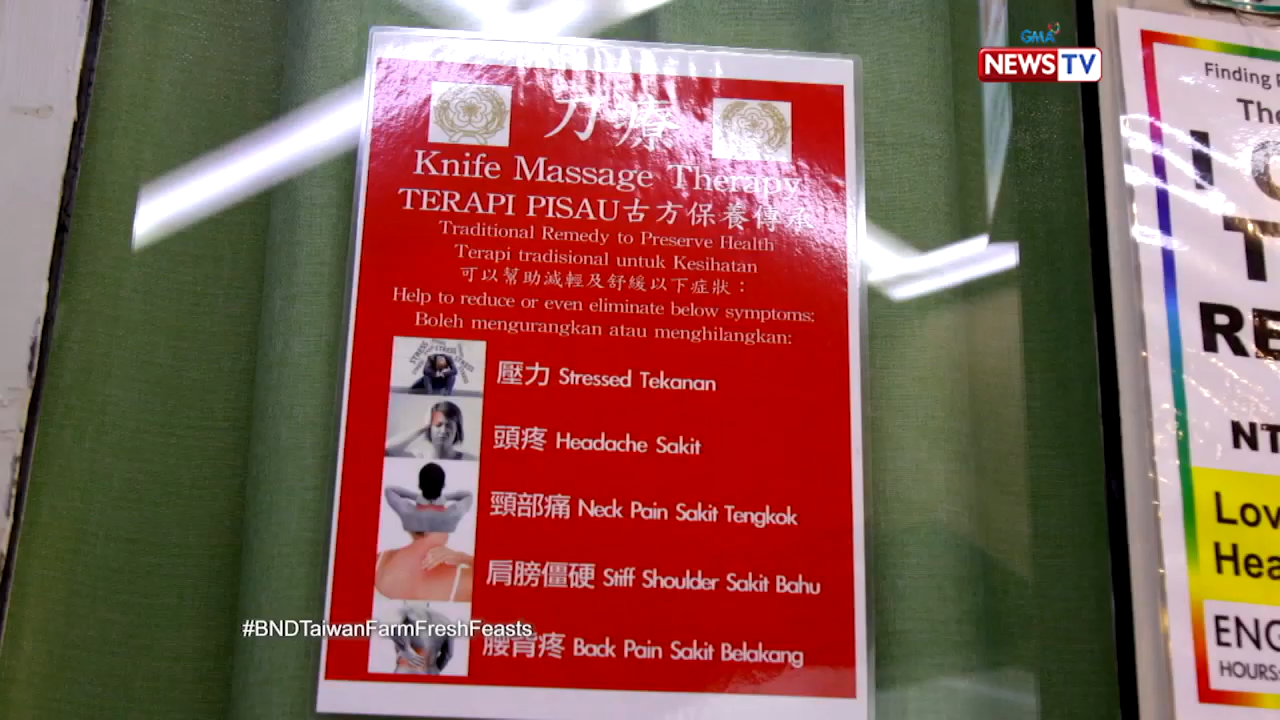 GMA
NEWS TV
刀療
Knife Massage Therapy
TERAPI PISAU古方保養傳承
Traditional Remedy to Preserve Health
Terapi tradisional untuk Kesihatan
可以幫助減輕及舒緩以下症狀：
Help to reduce or even eliminate below symptoms:
Boleh mengurangkan atau menghilangkan:
壓力 Stressed Tekanan
頭疼 Headache Sakit
頸部痛 Neck Pain Sakit Tengkok
肩膀僵硬 Stiff Shoulder Sakit Bahu
腰背疼 Back Pain Sakit Belakang
#BNDTaiwanFarmFreshFeasts
Finding
RE
NT
Lov
Hea
ENG
HOURS: